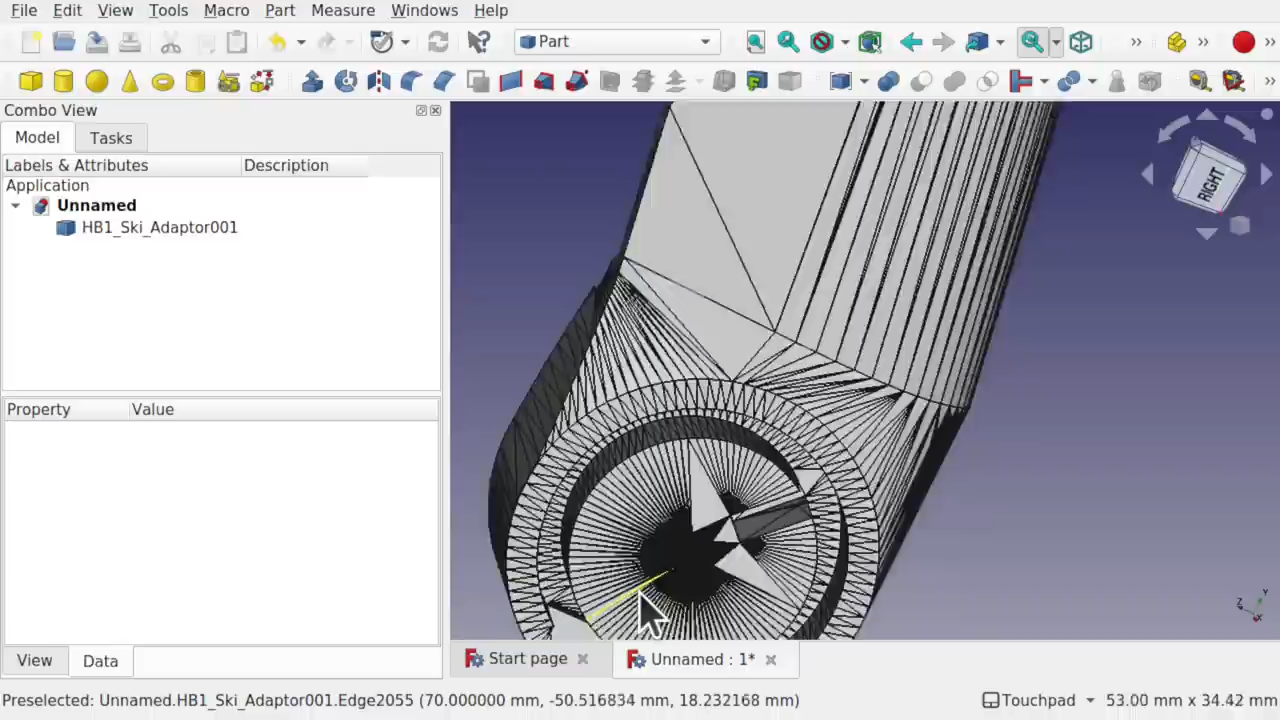 File Edit View Tools Macro Part Measure Windows Help
Part
Combo View
Model Tasks
Labels & Attributes Description
Application
Unnamed
HB1_Ski_Adaptor001
Property Value
RIGHT
Y
Z
X
View Data
Start page Unnamed : 1*
Preselected: Unnamed.HB1_Ski_Adaptor001.Edge2055 (70.000000 mm, -50.516834 mm, 18.232168 mm) Touchpad 53.00 mm x 34.42 mm